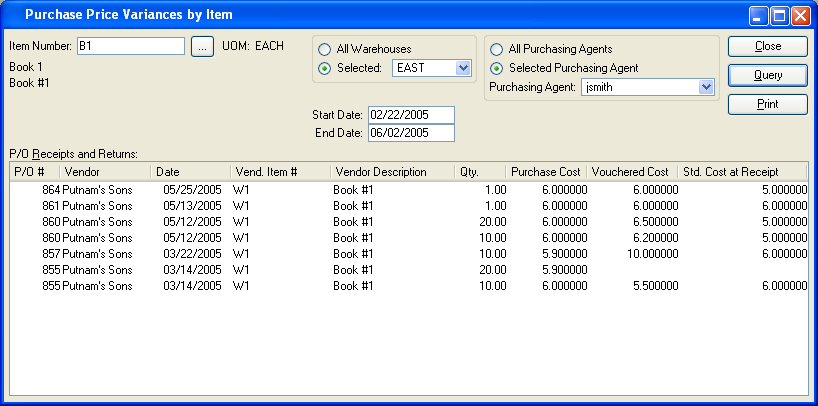 Purchase Price Variances by Item
Item Number: B1 ... UOM: EACH
Book 1
Book #1
All Warehouses
Selected: EAST
All Purchasing Agents
Selected Purchasing Agent
Purchasing Agent: jsmith
Close
Query
Print
Start Date: 02/22/2005
End Date: 06/02/2005
P/O Receipts and Returns:
P/O # Vendor Date Vend. Item # Vendor Description Qty. Purchase Cost Vouchered Cost Std. Cost at Receipt
864 Putnam's Sons 05/25/2005 W1 Book #1 1.00 6.000000 6.000000 5.000000
861 Putnam's Sons 05/13/2005 W1 Book #1 1.00 6.000000 6.000000 5.000000
860 Putnam's Sons 05/12/2005 W1 Book #1 20.00 6.000000 6.500000 5.000000
860 Putnam's Sons 05/12/2005 W1 Book #1 10.00 6.000000 6.200000 5.000000
857 Putnam's Sons 03/22/2005 W1 Book #1 10.00 5.900000 10.000000 6.000000
855 Putnam's Sons 03/14/2005 W1 Book #1 20.00 5.900000
855 Putnam's Sons 03/14/2005 W1 Book #1 10.00 6.000000 5.500000 6.000000